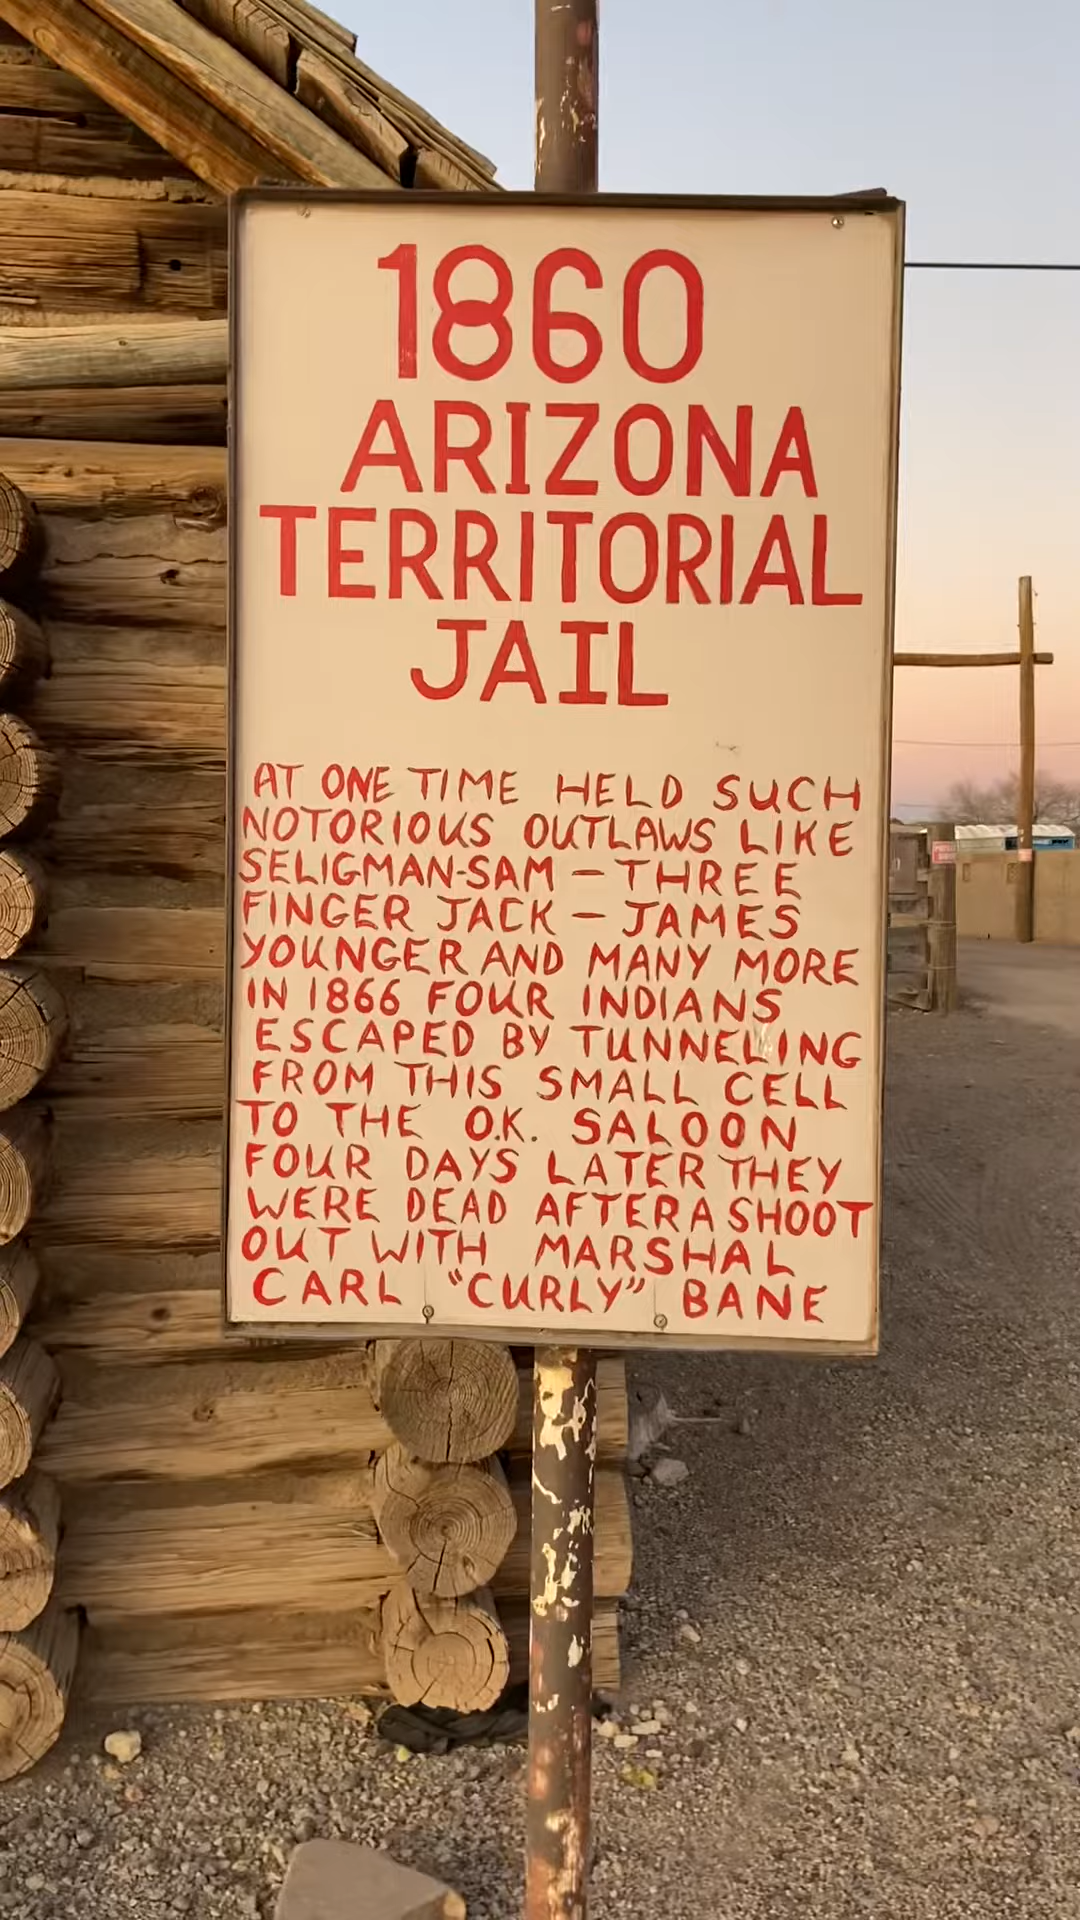 1860
ARIZONA
TERRITORIAL
JAIL
AT ONE TIME HELD SUCH
NOTORIOUS OUTLAWS LIKE
SELIGMAN-SAM – THREE
FINGER JACK – JAMES
YOUNGER AND MANY MORE
IN 1866 FOUR INDIANS
ESCAPED BY TUNNELING
FROM THIS SMALL CELL
TO THE O.K. SALOON
FOUR DAYS LATER THEY
WERE DEAD AFTER A SHOOT
OUT WITH MARSHAL
CARL "CURLY" BANE